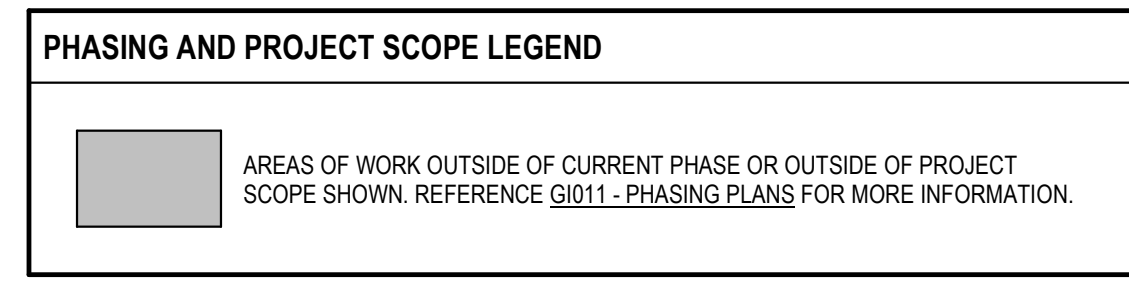 PHASING AND PROJECT SCOPE LEGEND
AREAS OF WORK OUTSIDE OF CURRENT PHASE OR OUTSIDE OF PROJECT
SCOPE SHOWN. REFERENCE GI011 - PHASING PLANS FOR MORE INFORMATION.